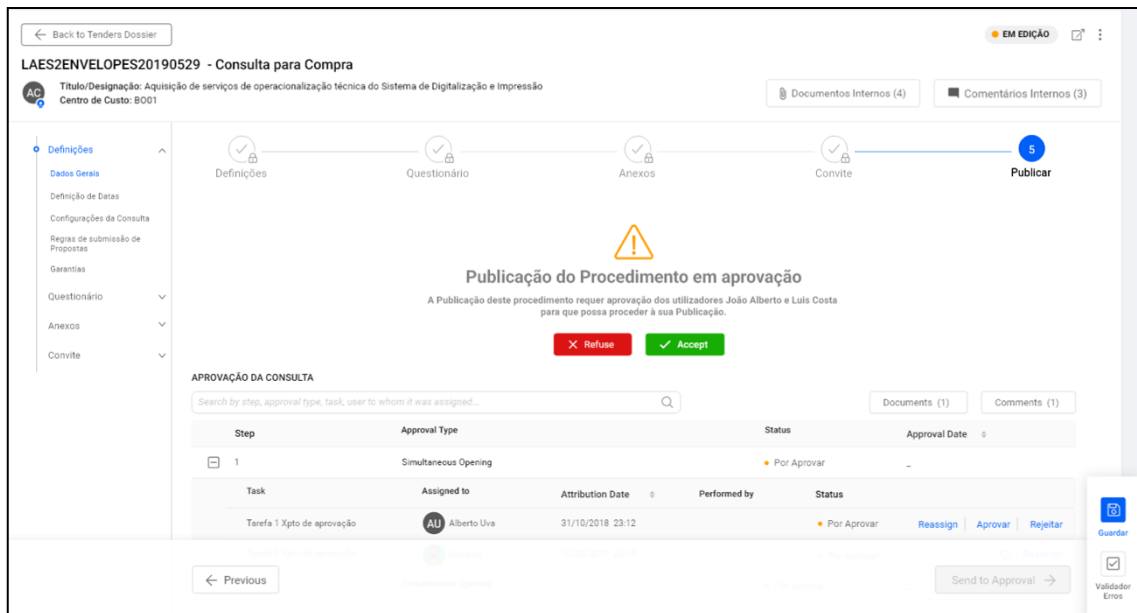 Back to Tenders Dossier
EM EDIÇÃO
LAES2ENVELOPES20190529 - Consulta para Compra
AC
Título/Designação: Aquisição de serviços de operacionalização técnica do Sistema de Digitalização e Impressão
Centro de Custo: BO01
Documentos Internos (4)
Comentários Internos (3)
Definições
Dados Gerais
Definição de Datas
Configurações da Consulta
Regras de submissão de
Propostas
Garantias
Questionário
Anexos
Convite
5
Definições
Questionário
Anexos
Convite
Publicar
Publicação do Procedimento em aprovação
A Publicação deste procedimento requer aprovação dos utilizadores João Alberto e Luis Costa
para que possa proceder à sua Publicação.
Refuse
Accept
APROVAÇÃO DA CONSULTA
Search by step, approval type, task, user to whom it was assigned...
Documents (1)
Comments (1)
Step Approval Type Status Approval Date
1 Simultaneous Opening Por Aprovar _
Task Assigned to Attribution Date Performed by Status
Tarefa 1 Xpto de aprovação AU Alberto Uva 31/10/2018 23:12 Por Aprovar Reassign Aprovar Rejeitar
Previous
Send to Approval
Guardar
Validador
Erros